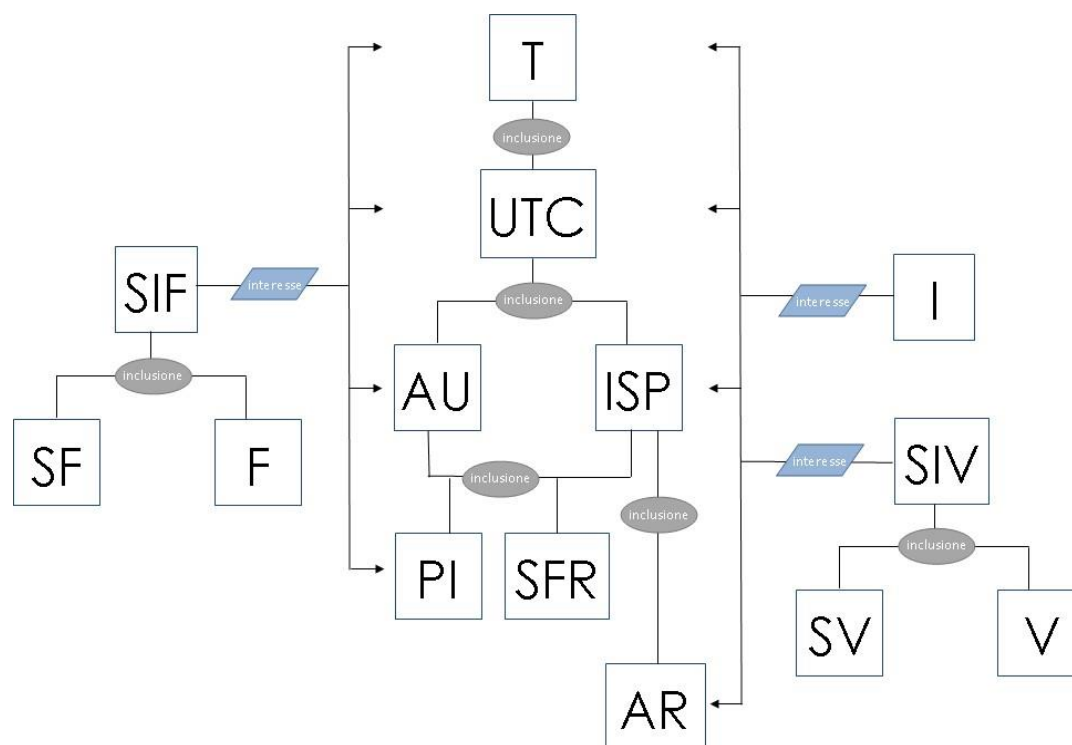 T
inclusione
UTC
SIF
interesse
inclusione
interesse
I
inclusione
AU
ISP
SF
F
interesse
SIV
inclusione
inclusione
inclusione
PI
SFR
SV
V
AR